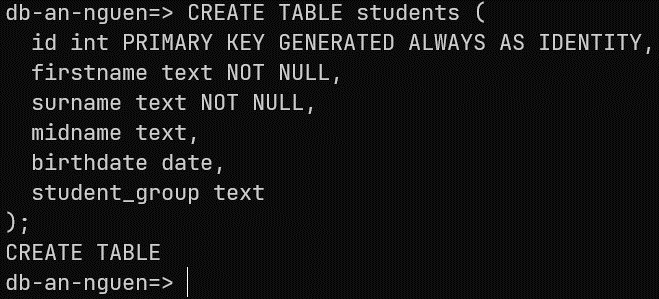 db-an-nguen=> CREATE TABLE students (
  id int PRIMARY KEY GENERATED ALWAYS AS IDENTITY,
  firstname text NOT NULL,
  surname text NOT NULL,
  midname text,
  birthdate date,
  student_group text
);
CREATE TABLE
db-an-nguen=>